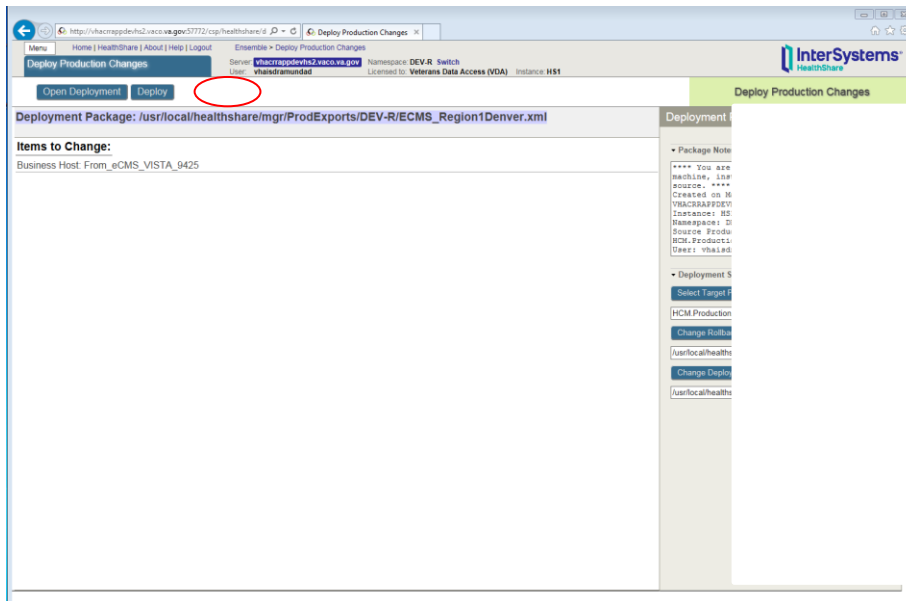 http://vhacrrappdevhs2.vaco.va.gov:57772/csp/healthshare/d
Deploy Production Changes
Menu Home | HealthShare | About | Help | Logout Ensemble > Deploy Production Changes
Deploy Production Changes
Server: vhacrrappdevhs2.vaco.va.gov Namespace: DEV-R Switch
User: vhaisdramundad Licensed to: Veterans Data Access (VDA) Instance: HS1
InterSystems
HealthShare
Open Deployment Deploy
Deploy Production Changes
Deployment Package: /usr/local/healthshare/mgr/ProdExports/DEV-R/ECMS_Region1Denver.xml
Deployment
Items to Change:
Business Host: From_eCMS_VISTA_9425
Package Note
**** You are
machine, ins
source. ****
Created on M
VHACRRAPPDEV
Instance: HS
Namespace: D
Source Produ
HCM.Producti
User: vhaisd
Deployment S
Select Target P
HCM.Production
Change Rollba
/usr/local/healths
Change Deploy
/usr/local/healths